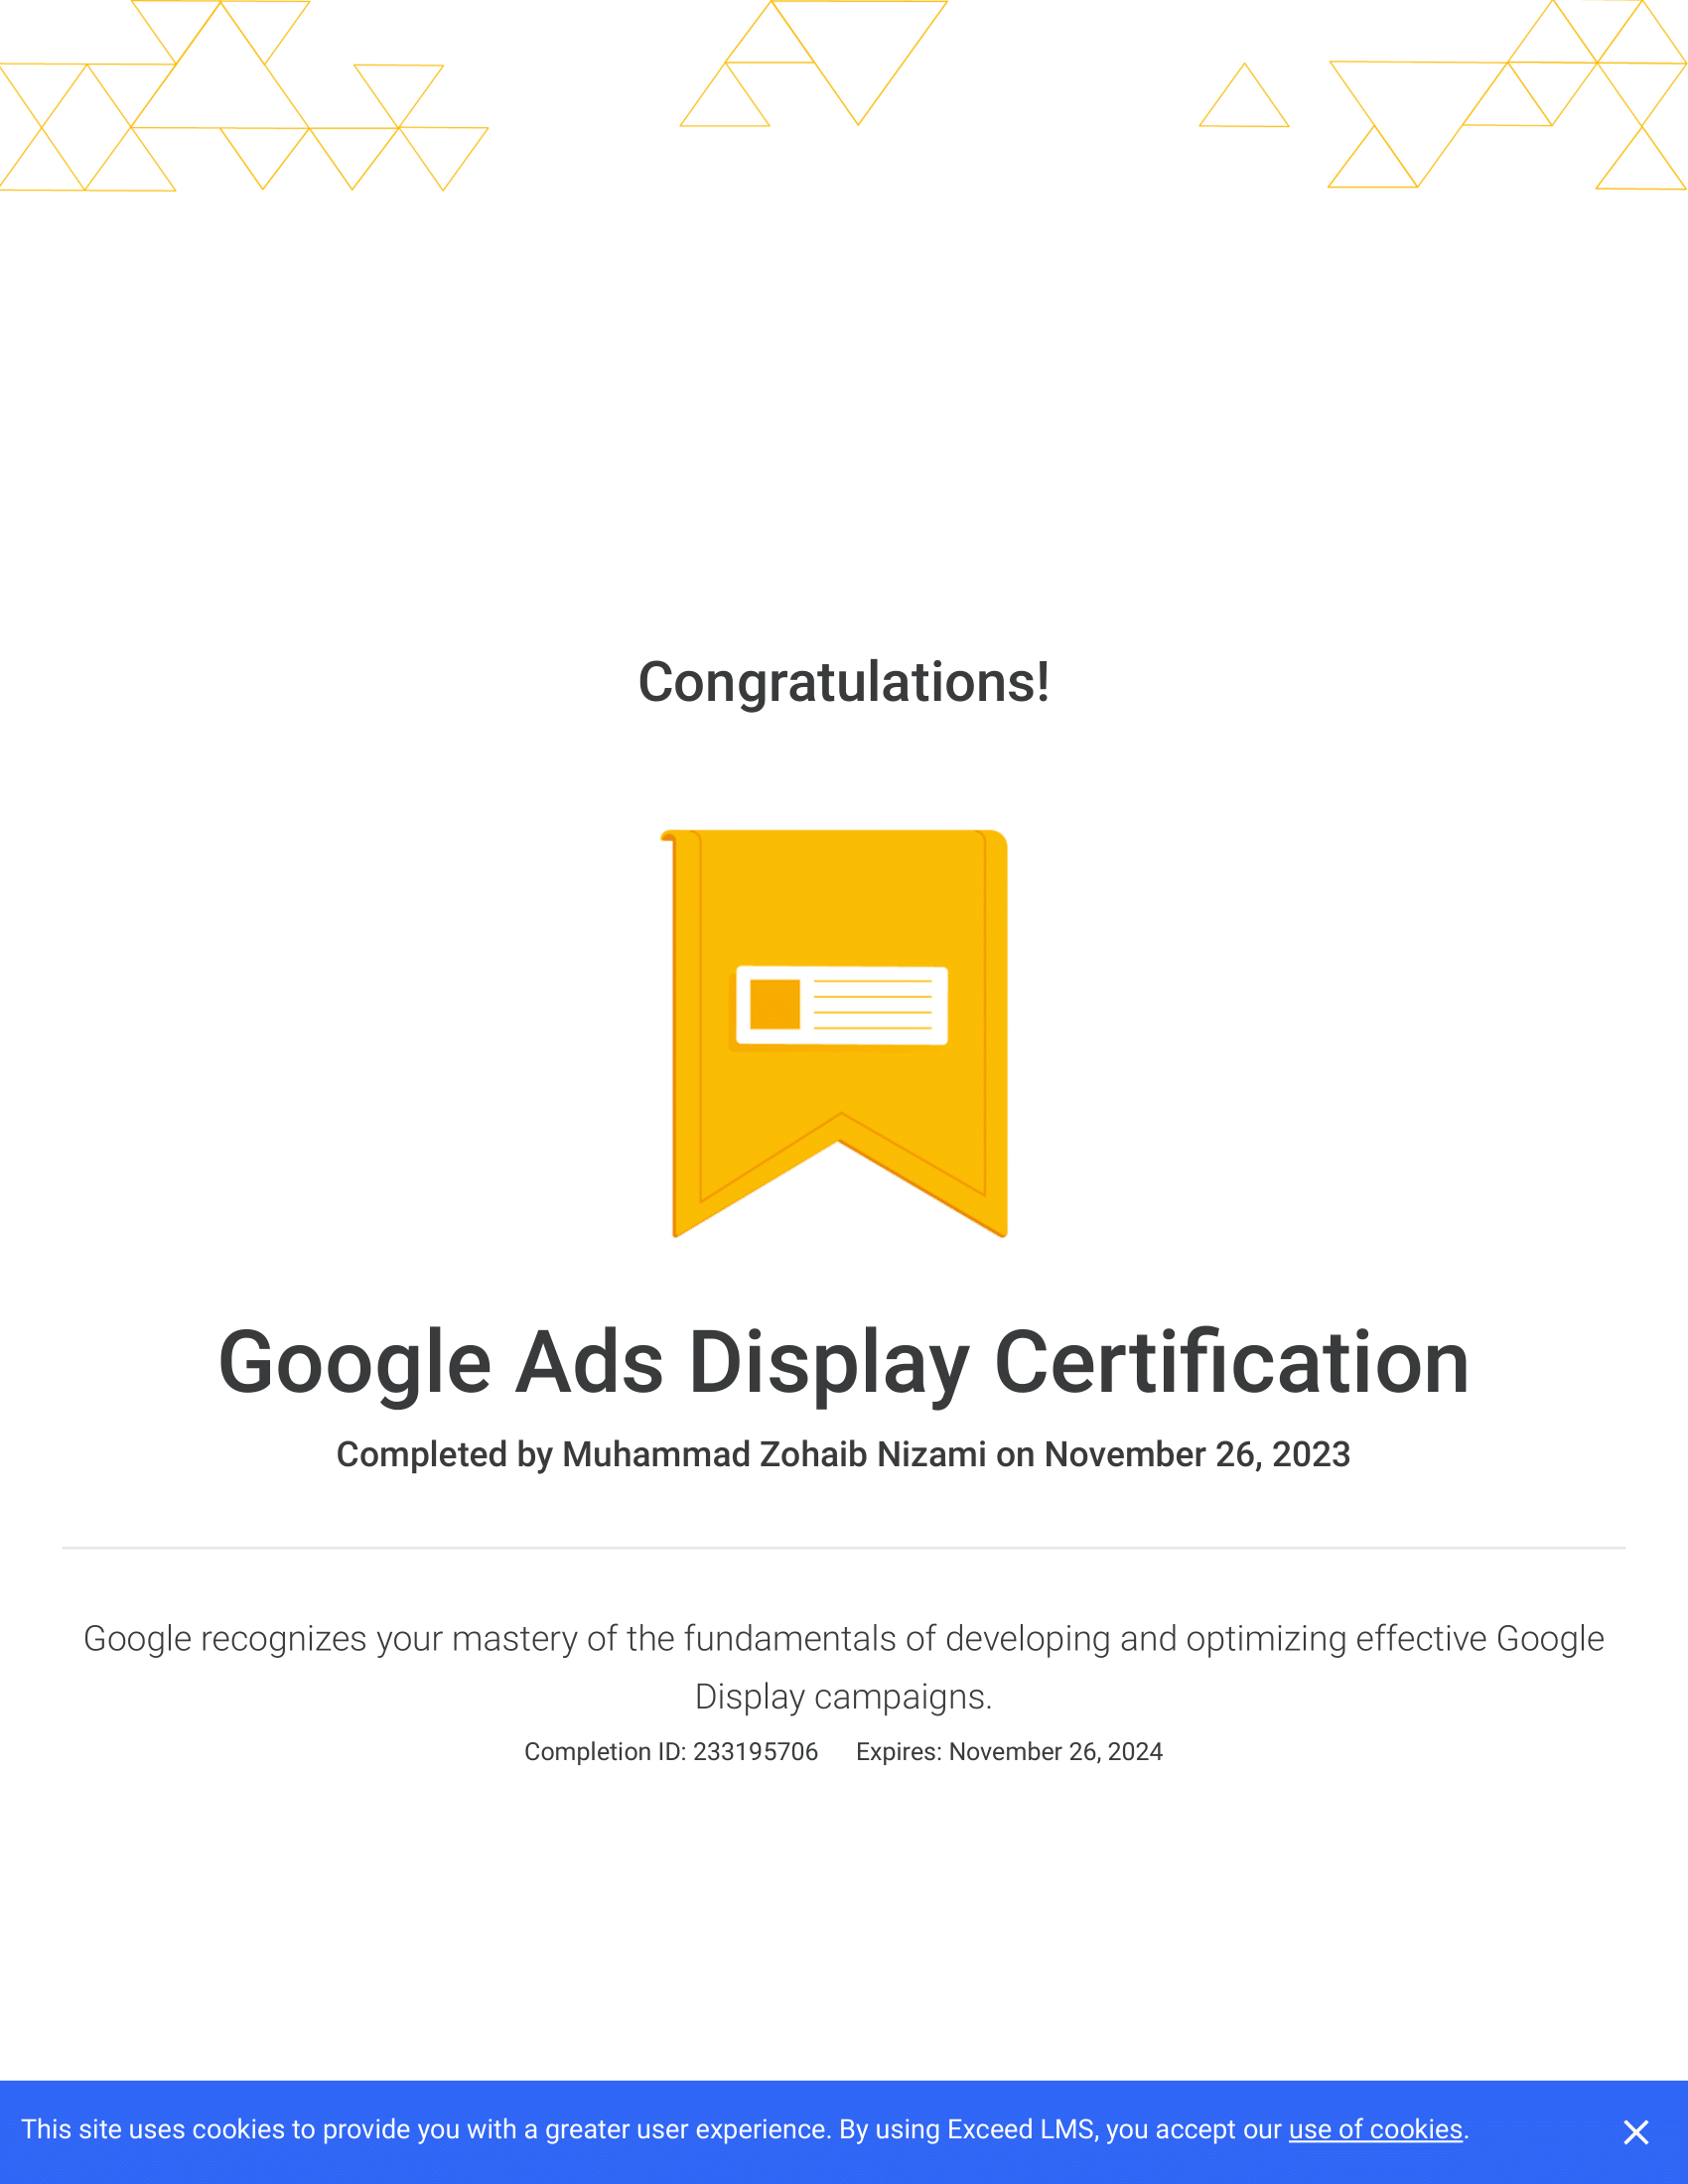 Congratulations!
Google Ads Display Certification
Completed by Muhammad Zohaib Nizami on November 26, 2023
Google recognizes your mastery of the fundamentals of developing and optimizing effective Google
Display campaigns.
Completion ID: 233195706 Expires: November 26, 2024
This site uses cookies to provide you with a greater user experience. By using Exceed LMS, you accept our use of cookies.